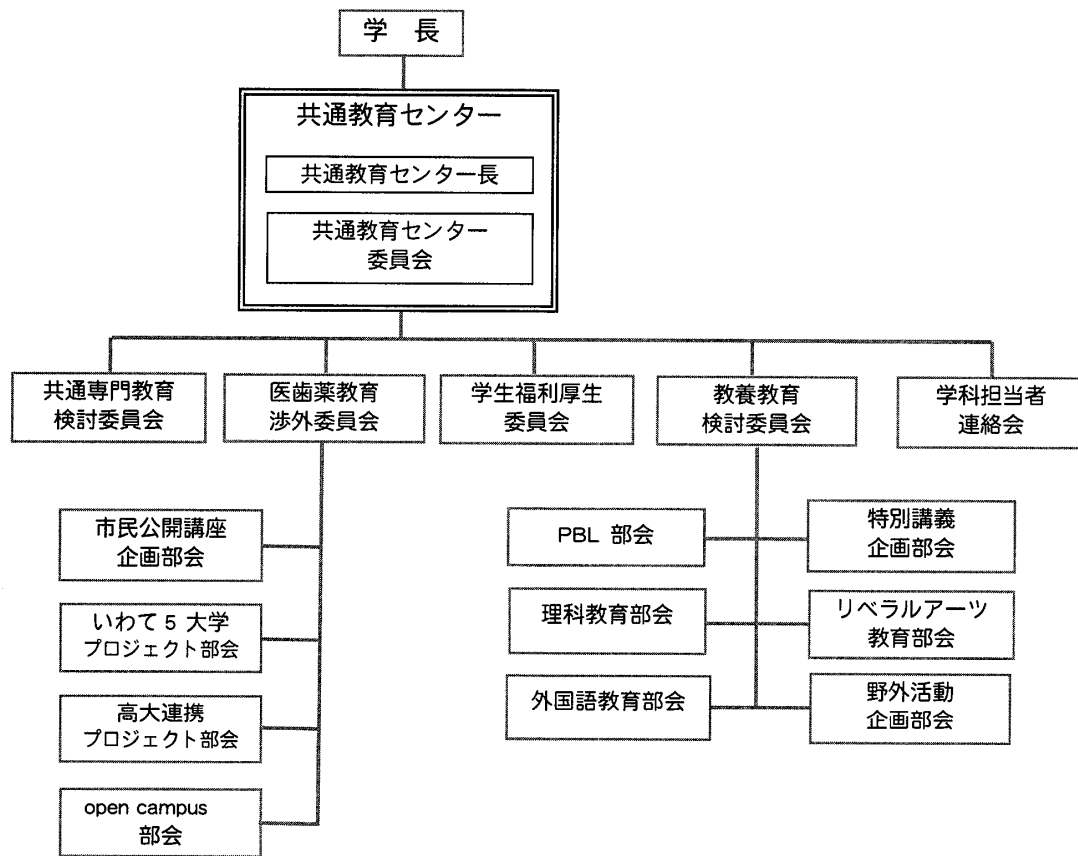 学 長
共通教育センター
共通教育センター長
共通教育センター
委員会
共通専門教育
検討委員会
医歯薬教育
渉外委員会
学生福利厚生
委員会
教養教育
検討委員会
学科担当者
連絡会
市民公開講座
企画部会
いわて 5 大学
プロジェクト部会
高大連携
プロジェクト部会
open campus
部会
PBL 部会
理科教育部会
外国語教育部会
特別講義
企画部会
リベラルアーツ
教育部会
野外活動
企画部会